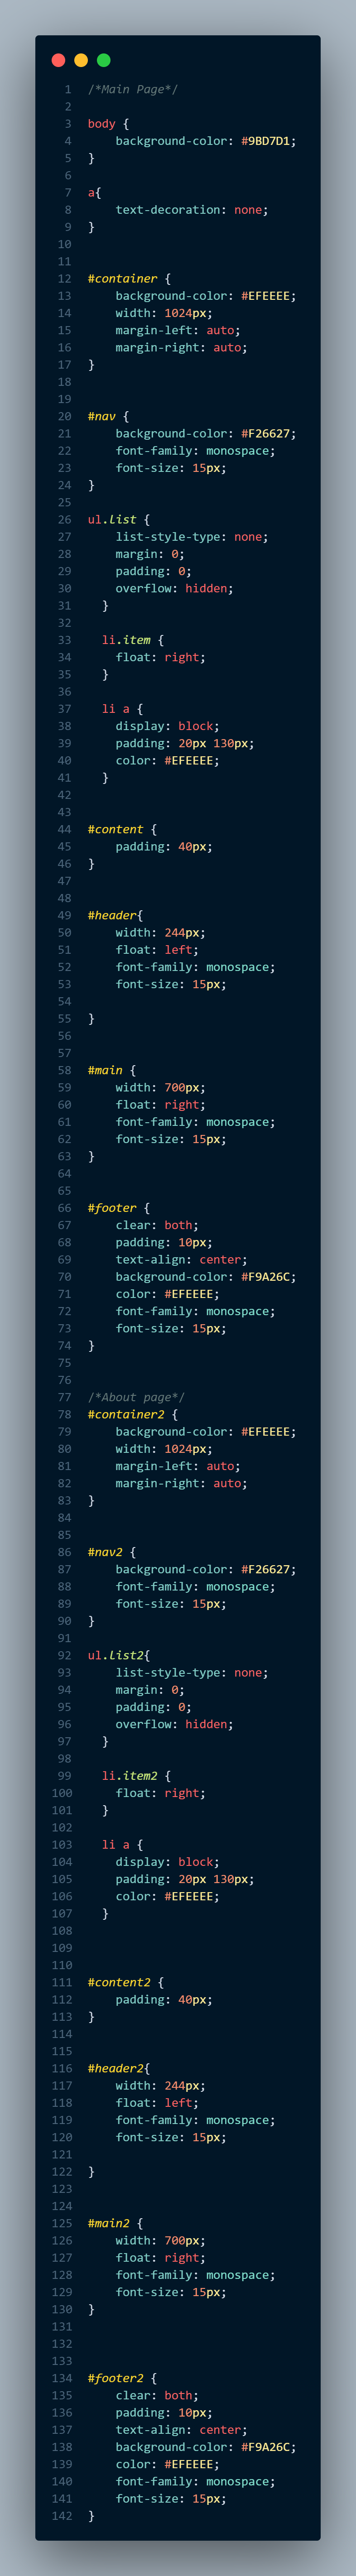 1 /*Main Page*/
2
3 body {
4     background-color: #9BD7D1;
5 }
6
7 a{
8     text-decoration: none;
9 }
10
11
12 #container {
13     background-color: #EFEEEE;
14     width: 1024px;
15     margin-left: auto;
16     margin-right: auto;
17 }
18
19
20 #nav {
21     background-color: #F26627;
22     font-family: monospace;
23     font-size: 15px;
24 }
25
26 ul.list {
27     list-style-type: none;
28     margin: 0;
29     padding: 0;
30     overflow: hidden;
31   }
32
33   li.item {
34     float: right;
35   }
36
37   li a {
38     display: block;
39     padding: 20px 130px;
40     color: #EFEEEE;
41   }
42
43
44 #content {
45     padding: 40px;
46 }
47
48
49 #header{
50     width: 244px;
51     float: left;
52     font-family: monospace;
53     font-size: 15px;
54
55 }
56
57
58 #main {
59     width: 700px;
60     float: right;
61     font-family: monospace;
62     font-size: 15px;
63 }
64
65
66 #footer {
67     clear: both;
68     padding: 10px;
69     text-align: center;
70     background-color: #F9A26C;
71     color: #EFEEEE;
72     font-family: monospace;
73     font-size: 15px;
74 }
75
76
77 /*About page*/
78 #container2 {
79     background-color: #EFEEEE;
80     width: 1024px;
81     margin-left: auto;
82     margin-right: auto;
83 }
84
85
86 #nav2 {
87     background-color: #F26627;
88     font-family: monospace;
89     font-size: 15px;
90 }
91
92 ul.list2{
93     list-style-type: none;
94     margin: 0;
95     padding: 0;
96     overflow: hidden;
97   }
98
99   li.item2 {
100     float: right;
101   }
102
103   li a {
104     display: block;
105     padding: 20px 130px;
106     color: #EFEEEE;
107   }
108
109
110
111 #content2 {
112     padding: 40px;
113 }
114
115
116 #header2{
117     width: 244px;
118     float: left;
119     font-family: monospace;
120     font-size: 15px;
121
122 }
123
124
125 #main2 {
126     width: 700px;
127     float: right;
128     font-family: monospace;
129     font-size: 15px;
130 }
131
132
133
134 #footer2 {
135     clear: both;
136     padding: 10px;
137     text-align: center;
138     background-color: #F9A26C;
139     color: #EFEEEE;
140     font-family: monospace;
141     font-size: 15px;
142 }